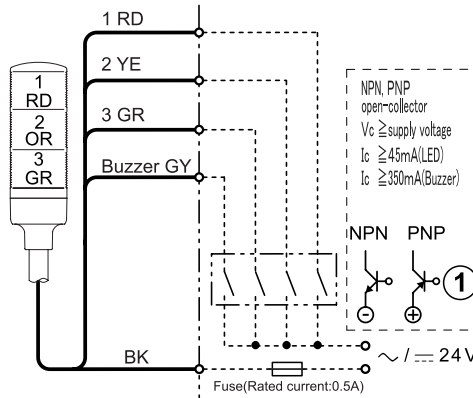 1 RD
2 YE
3 GR
Buzzer GY
BK
1
RD
2
OR
3
GR
NPN, PNP
open-collector
Vc ≧supply voltage
Ic ≧45mA(LED)
Ic ≧350mA(Buzzer)
NPN PNP
1
~ / ⎓ 24V
Fuse(Rated current:0.5A)